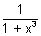 1
1 + x³